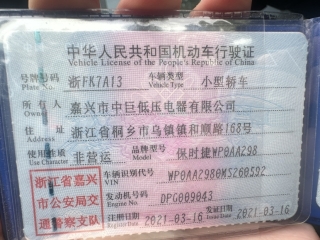 中华人民共和国机动车行驶证
Vehicle License of the People's Republic of China
号牌号码 浙FK7A13 车辆类型 小型轿车
Plate No. Vehicle Type
所有人 嘉兴市中巨低压电器有限公司
Owner
住址 浙江省桐乡市乌镇镇和顺路168号
Address
使用性质 非营运 品牌型号 保时捷WP0AA298
Use Character Model
浙江省嘉兴市公安局交通警察支队
车辆识别代号 WP0AA2980MS260592
VIN
发动机号码 DPG009043
Engine No.
注册日期 2021-03-16 发证日期 2021-03-16
Register Date Issue Date